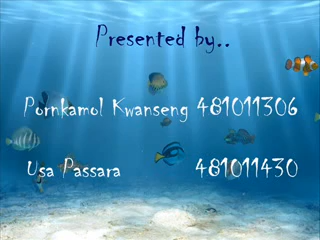 Presented by..
Pornkamol Kwanseng 481011306
Usa Passara 481011430